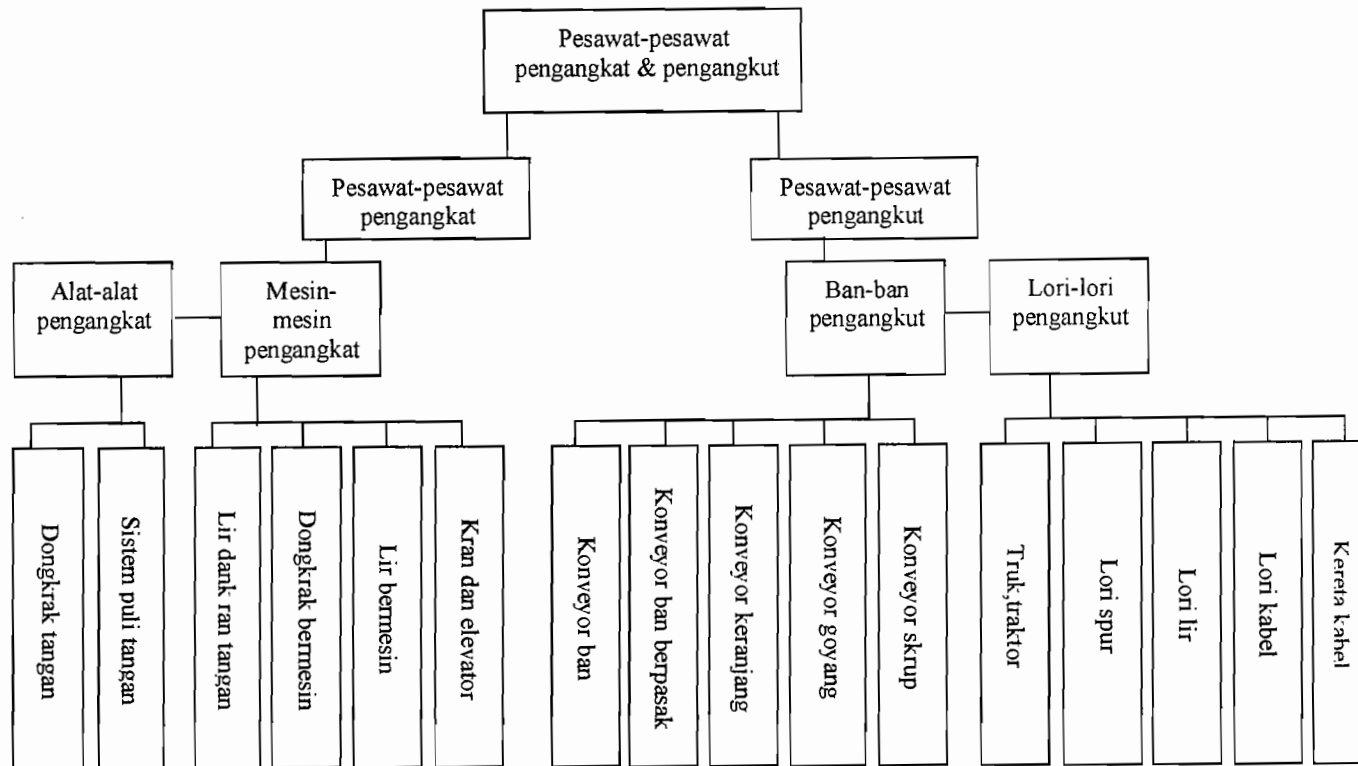 Pesawat-pesawat
pengangkat & pengangkut
Pesawat-pesawat
pengangkat
Pesawat-pesawat
pengangkut
Alat-alat
pengangkat
Mesin-
mesin
pengangkat
Ban-ban
pengangkut
Lori-lori
pengangkut
Dongkrak tangan
Sistem puli tangan
Lir dank ran tangan
Dongkrak bermesin
Lir bermesin
Kran dan elevator
Konveyor ban
Konveyor ban berpasak
Konveyor keranjang
Konveyor goyang
Konveyor skrup
Truk,traktor
Lori spur
Lori lir
Lori kabel
Kereta kabel